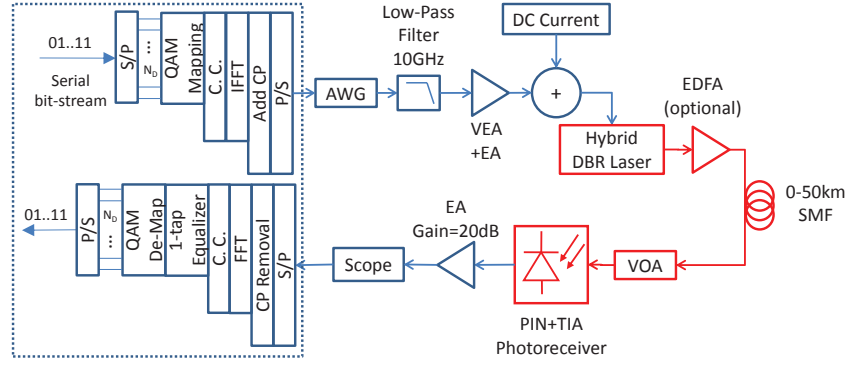 01..11
Serial
bit-stream
S/P
...
N_D
QAM
Mapping
C. C.
IFFT
Add CP
P/S
AWG
Low-Pass
Filter
10GHz
VEA
+EA
DC Current
+
Hybrid
DBR Laser
EDFA
(optional)
0-50km
SMF
VOA
PIN+TIA
Photoreceiver
EA
Gain=20dB
Scope
S/P
CP Removal
FFT
C. C.
1-tap
Equalizer
QAM
De-Map
N_D
...
P/S
01..11